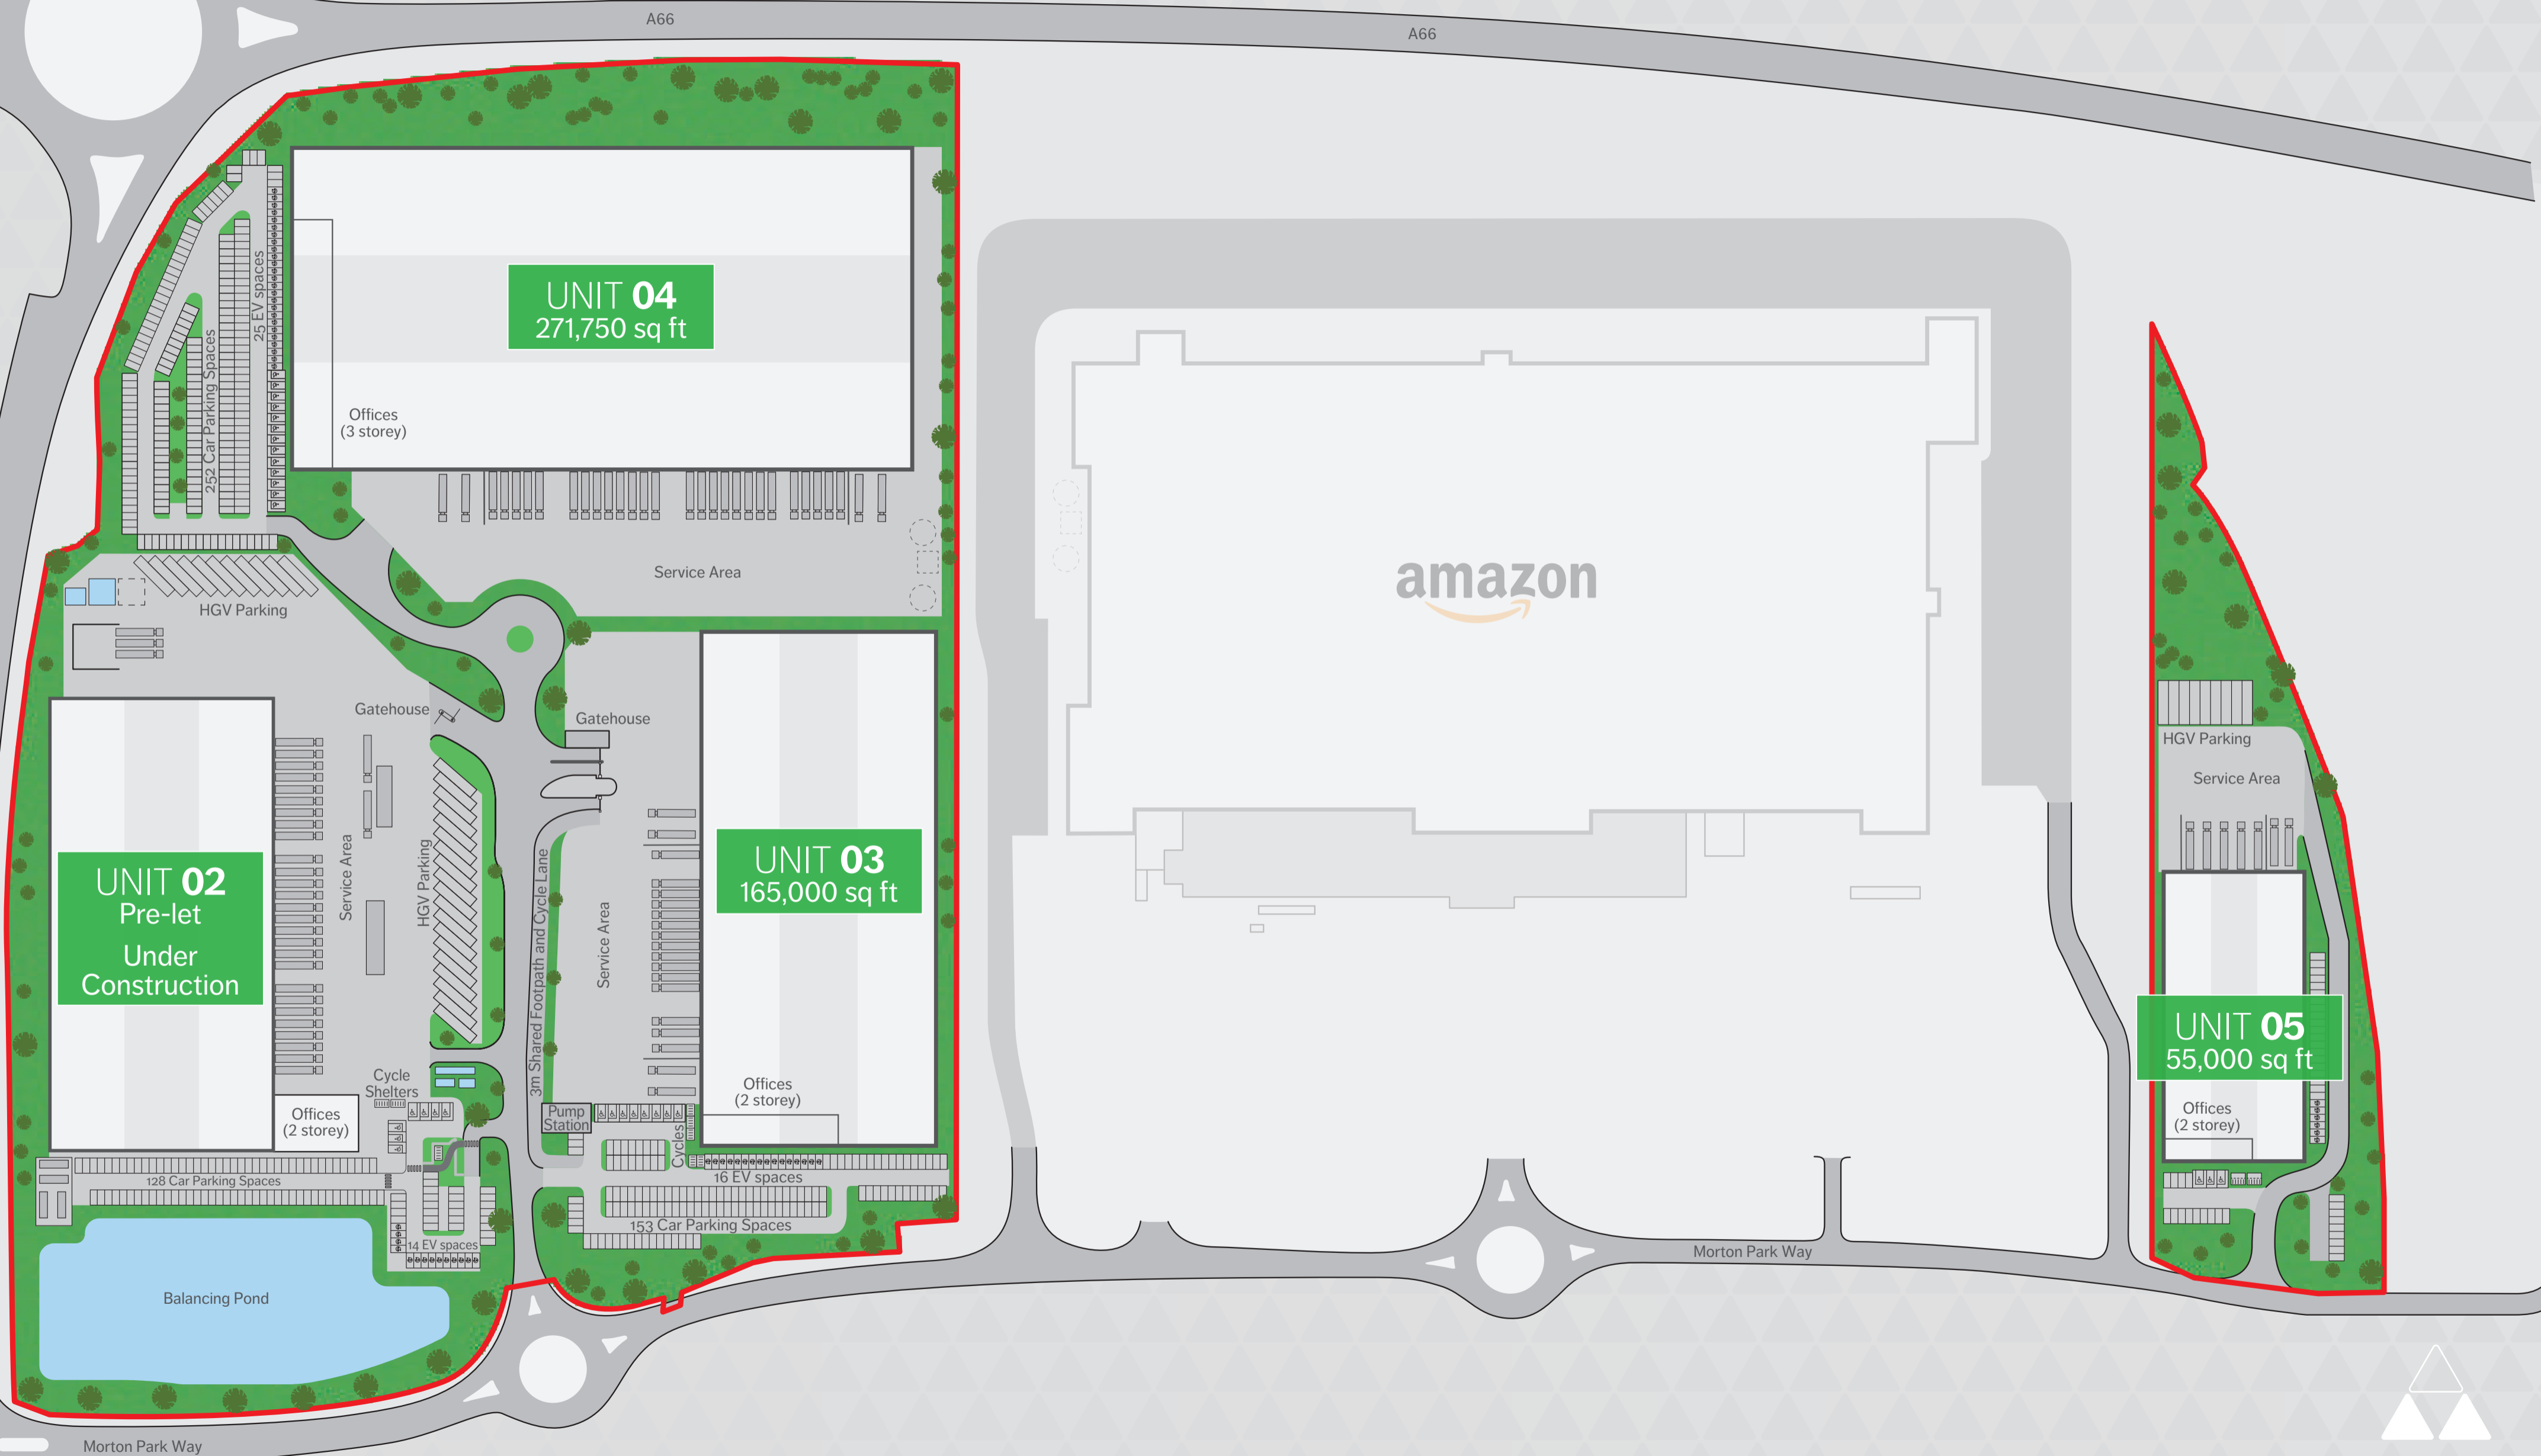 A66
A66
UNIT 04
271,750 sq ft
Offices
(3 storey)
25 EV spaces
252 Car Parking Spaces
Service Area
HGV Parking
Gatehouse
Gatehouse
UNIT 02
Pre-let
Under
Construction
Service Area
HGV Parking
3m Shared Footpath and Cycle Lane
Service Area
UNIT 03
165,000 sq ft
Cycle
Shelters
Offices
(2 storey)
Pump
Station
Cycles
Offices
(2 storey)
128 Car Parking Spaces
14 EV spaces
16 EV spaces
153 Car Parking Spaces
Balancing Pond
Morton Park Way
amazon
Morton Park Way
HGV Parking
Service Area
UNIT 05
55,000 sq ft
Offices
(2 storey)